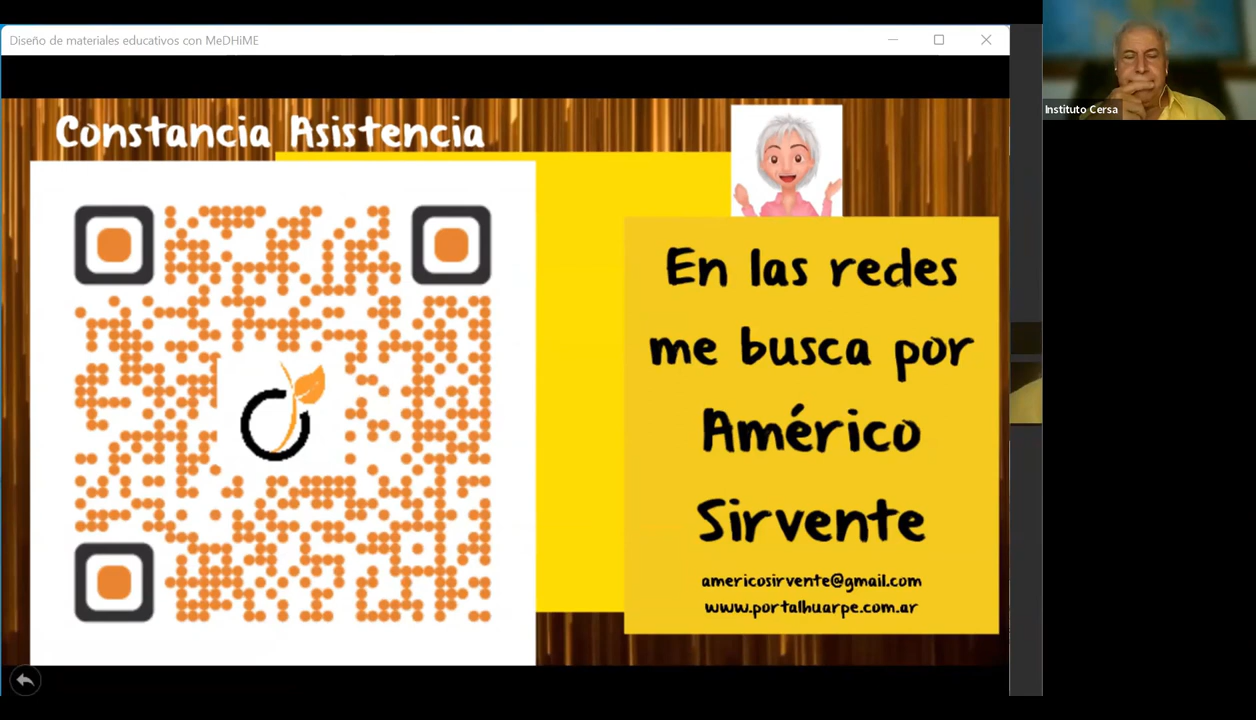 Diseño de materiales educativos con MeDHiME
Instituto Cersa
Constancia Asistencia
En las redes
me busca por
Américo
Sirvente
americosirvente@gmail.com
www.portalhuarpe.com.ar